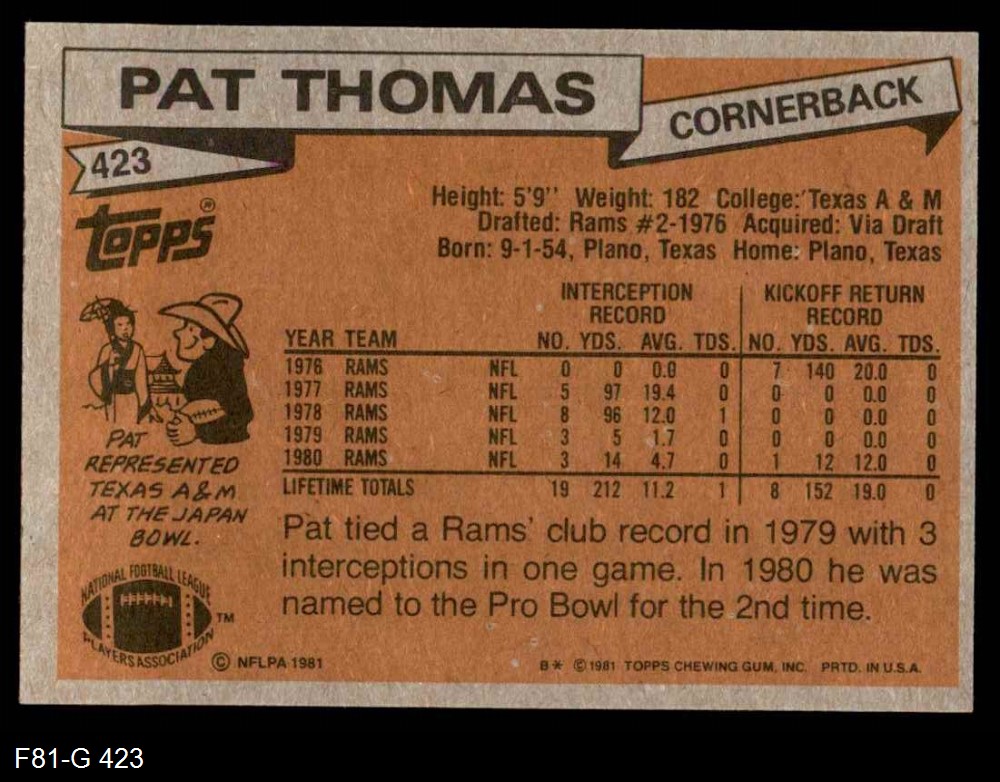 PAT THOMAS
CORNERBACK
423
Topps®
Height: 5'9'' Weight: 182 College: Texas A & M
Drafted: Rams #2-1976 Acquired: Via Draft
Born: 9-1-54, Plano, Texas Home: Plano, Texas
INTERCEPTION RECORD KICKOFF RETURN RECORD
YEAR TEAM NO. YDS. AVG. TDS. NO. YDS. AVG. TDS.
1976 RAMS NFL 0 0 0.0 0 7 140 20.0 0
1977 RAMS NFL 5 97 19.4 0 0 0 0.0 0
1978 RAMS NFL 8 96 12.0 1 0 0 0.0 0
1979 RAMS NFL 3 5 1.7 0 0 0 0.0 0
1980 RAMS NFL 3 14 4.7 0 1 12 12.0 0
LIFETIME TOTALS 19 212 11.2 1 8 152 19.0 0
PAT
REPRESENTED
TEXAS A&M
AT THE JAPAN
BOWL.
Pat tied a Rams' club record in 1979 with 3
interceptions in one game. In 1980 he was
named to the Pro Bowl for the 2nd time.
NATIONAL FOOTBALL LEAGUE
PLAYERS ASSOCIATION
TM
© NFLPA 1981
B* © 1981 TOPPS CHEWING GUM, INC. PRTD. IN U.S.A.
F81-G 423